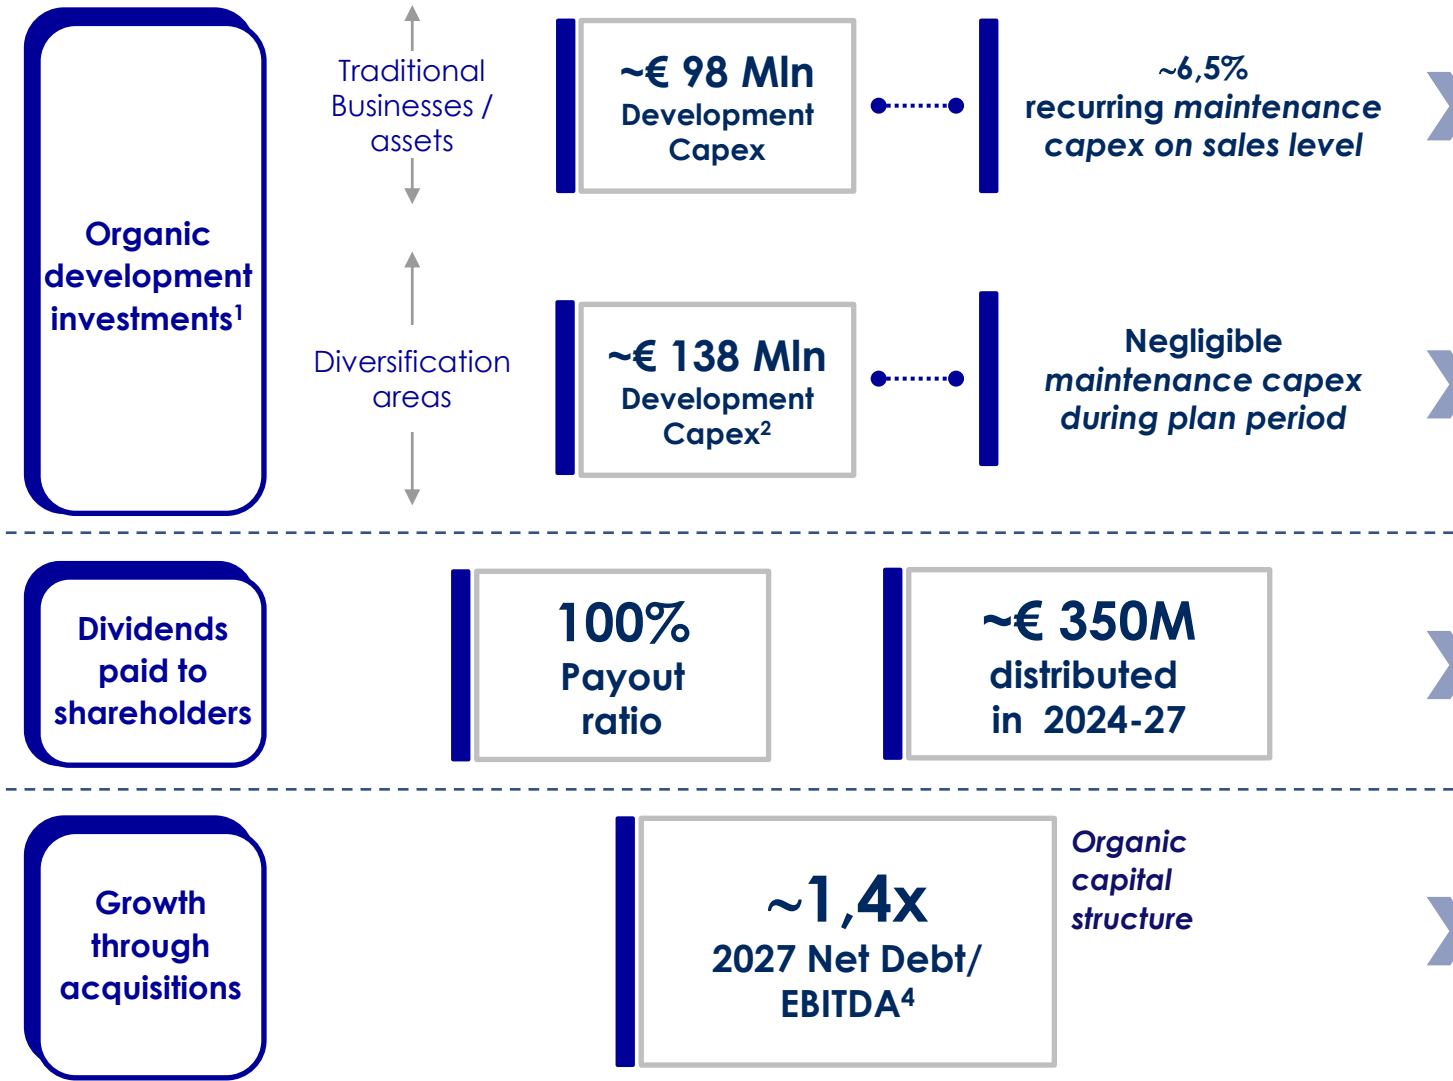 Organic
development
investments¹
Traditional
Businesses /
assets
~€ 98 Mln
Development
Capex
~6,5%
recurring maintenance
capex on sales level
Diversification
areas
~€ 138 Mln
Development
Capex²
Negligible
maintenance capex
during plan period
Dividends
paid to
shareholders
100%
Payout
ratio
~€ 350M
distributed
in 2024-27
Growth
through
acquisitions
~1,4x
2027 Net Debt/
EBITDA⁴
Organic
capital
structure